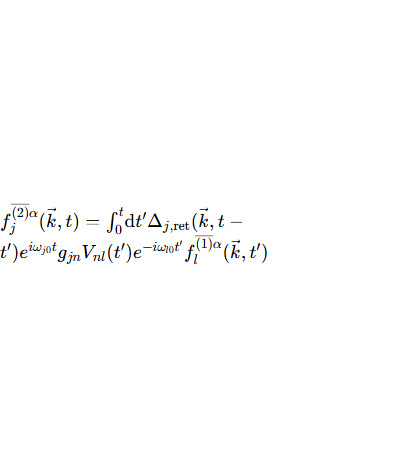 $f_j^{\overline{(2)}\alpha}(\vec{k}, t) = \int_0^t \mathrm{d}t' \Delta_{j,\mathrm{ret}}(\vec{k}, t -$
$t') e^{i\omega_{j0}t} g_{jn} V_{nl}(t') e^{-i\omega_{l0}t'} f_l^{\overline{(1)}\alpha}(\vec{k}, t')$